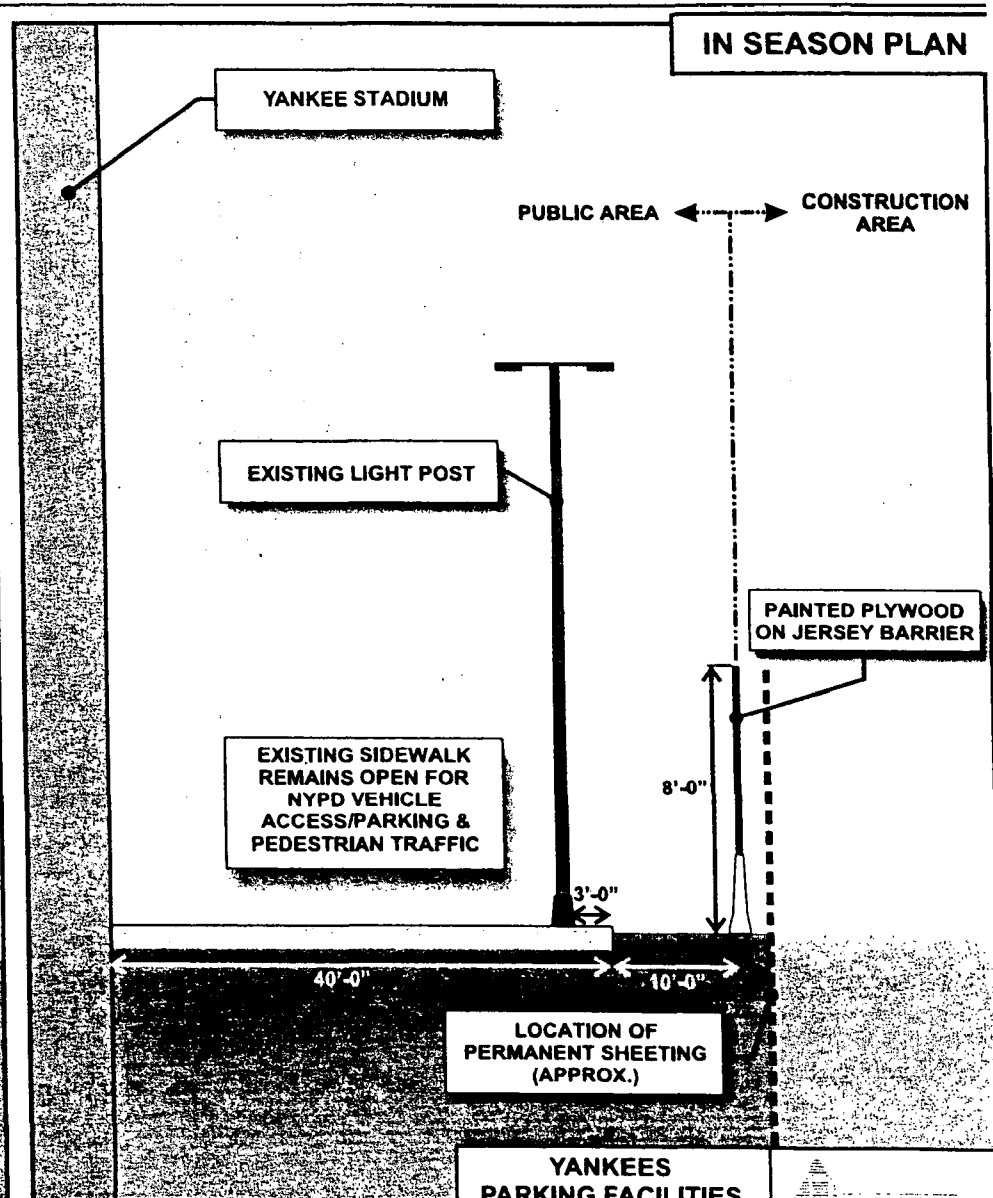 IN SEASON PLAN
YANKEE STADIUM
PUBLIC AREA
CONSTRUCTION
AREA
EXISTING LIGHT POST
PAINTED PLYWOOD
ON JERSEY BARRIER
EXISTING SIDEWALK
REMAINS OPEN FOR
NYPD VEHICLE
ACCESS/PARKING &
PEDESTRIAN TRAFFIC
8'-0"
3'-0"
40'-0"
10'-0"
LOCATION OF
PERMANENT SHEETING
(APPROX.)
YANKEES
PARKING FACILITIES